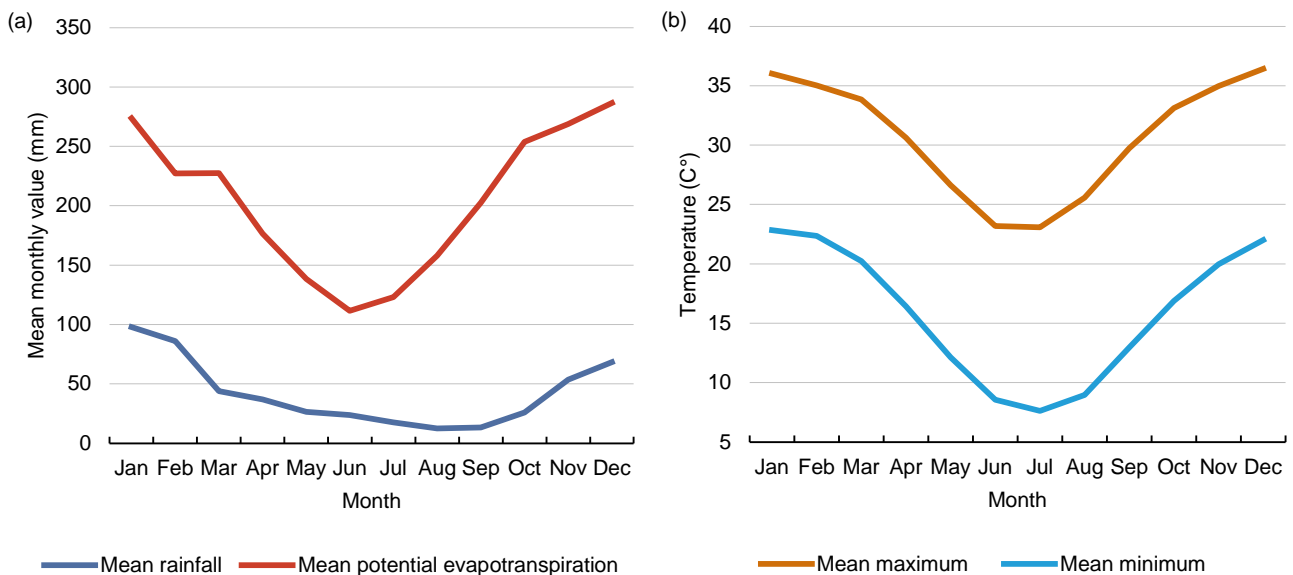 (a)
Mean monthly value (mm)
350
300
250
200
150
100
50
0
Jan Feb Mar Apr May Jun Jul Aug Sep Oct Nov Dec
Month
Mean rainfall Mean potential evapotranspiration
(b)
Temperature (C°)
40
35
30
25
20
15
10
5
Jan Feb Mar Apr May Jun Jul Aug Sep Oct Nov Dec
Month
Mean maximum Mean minimum